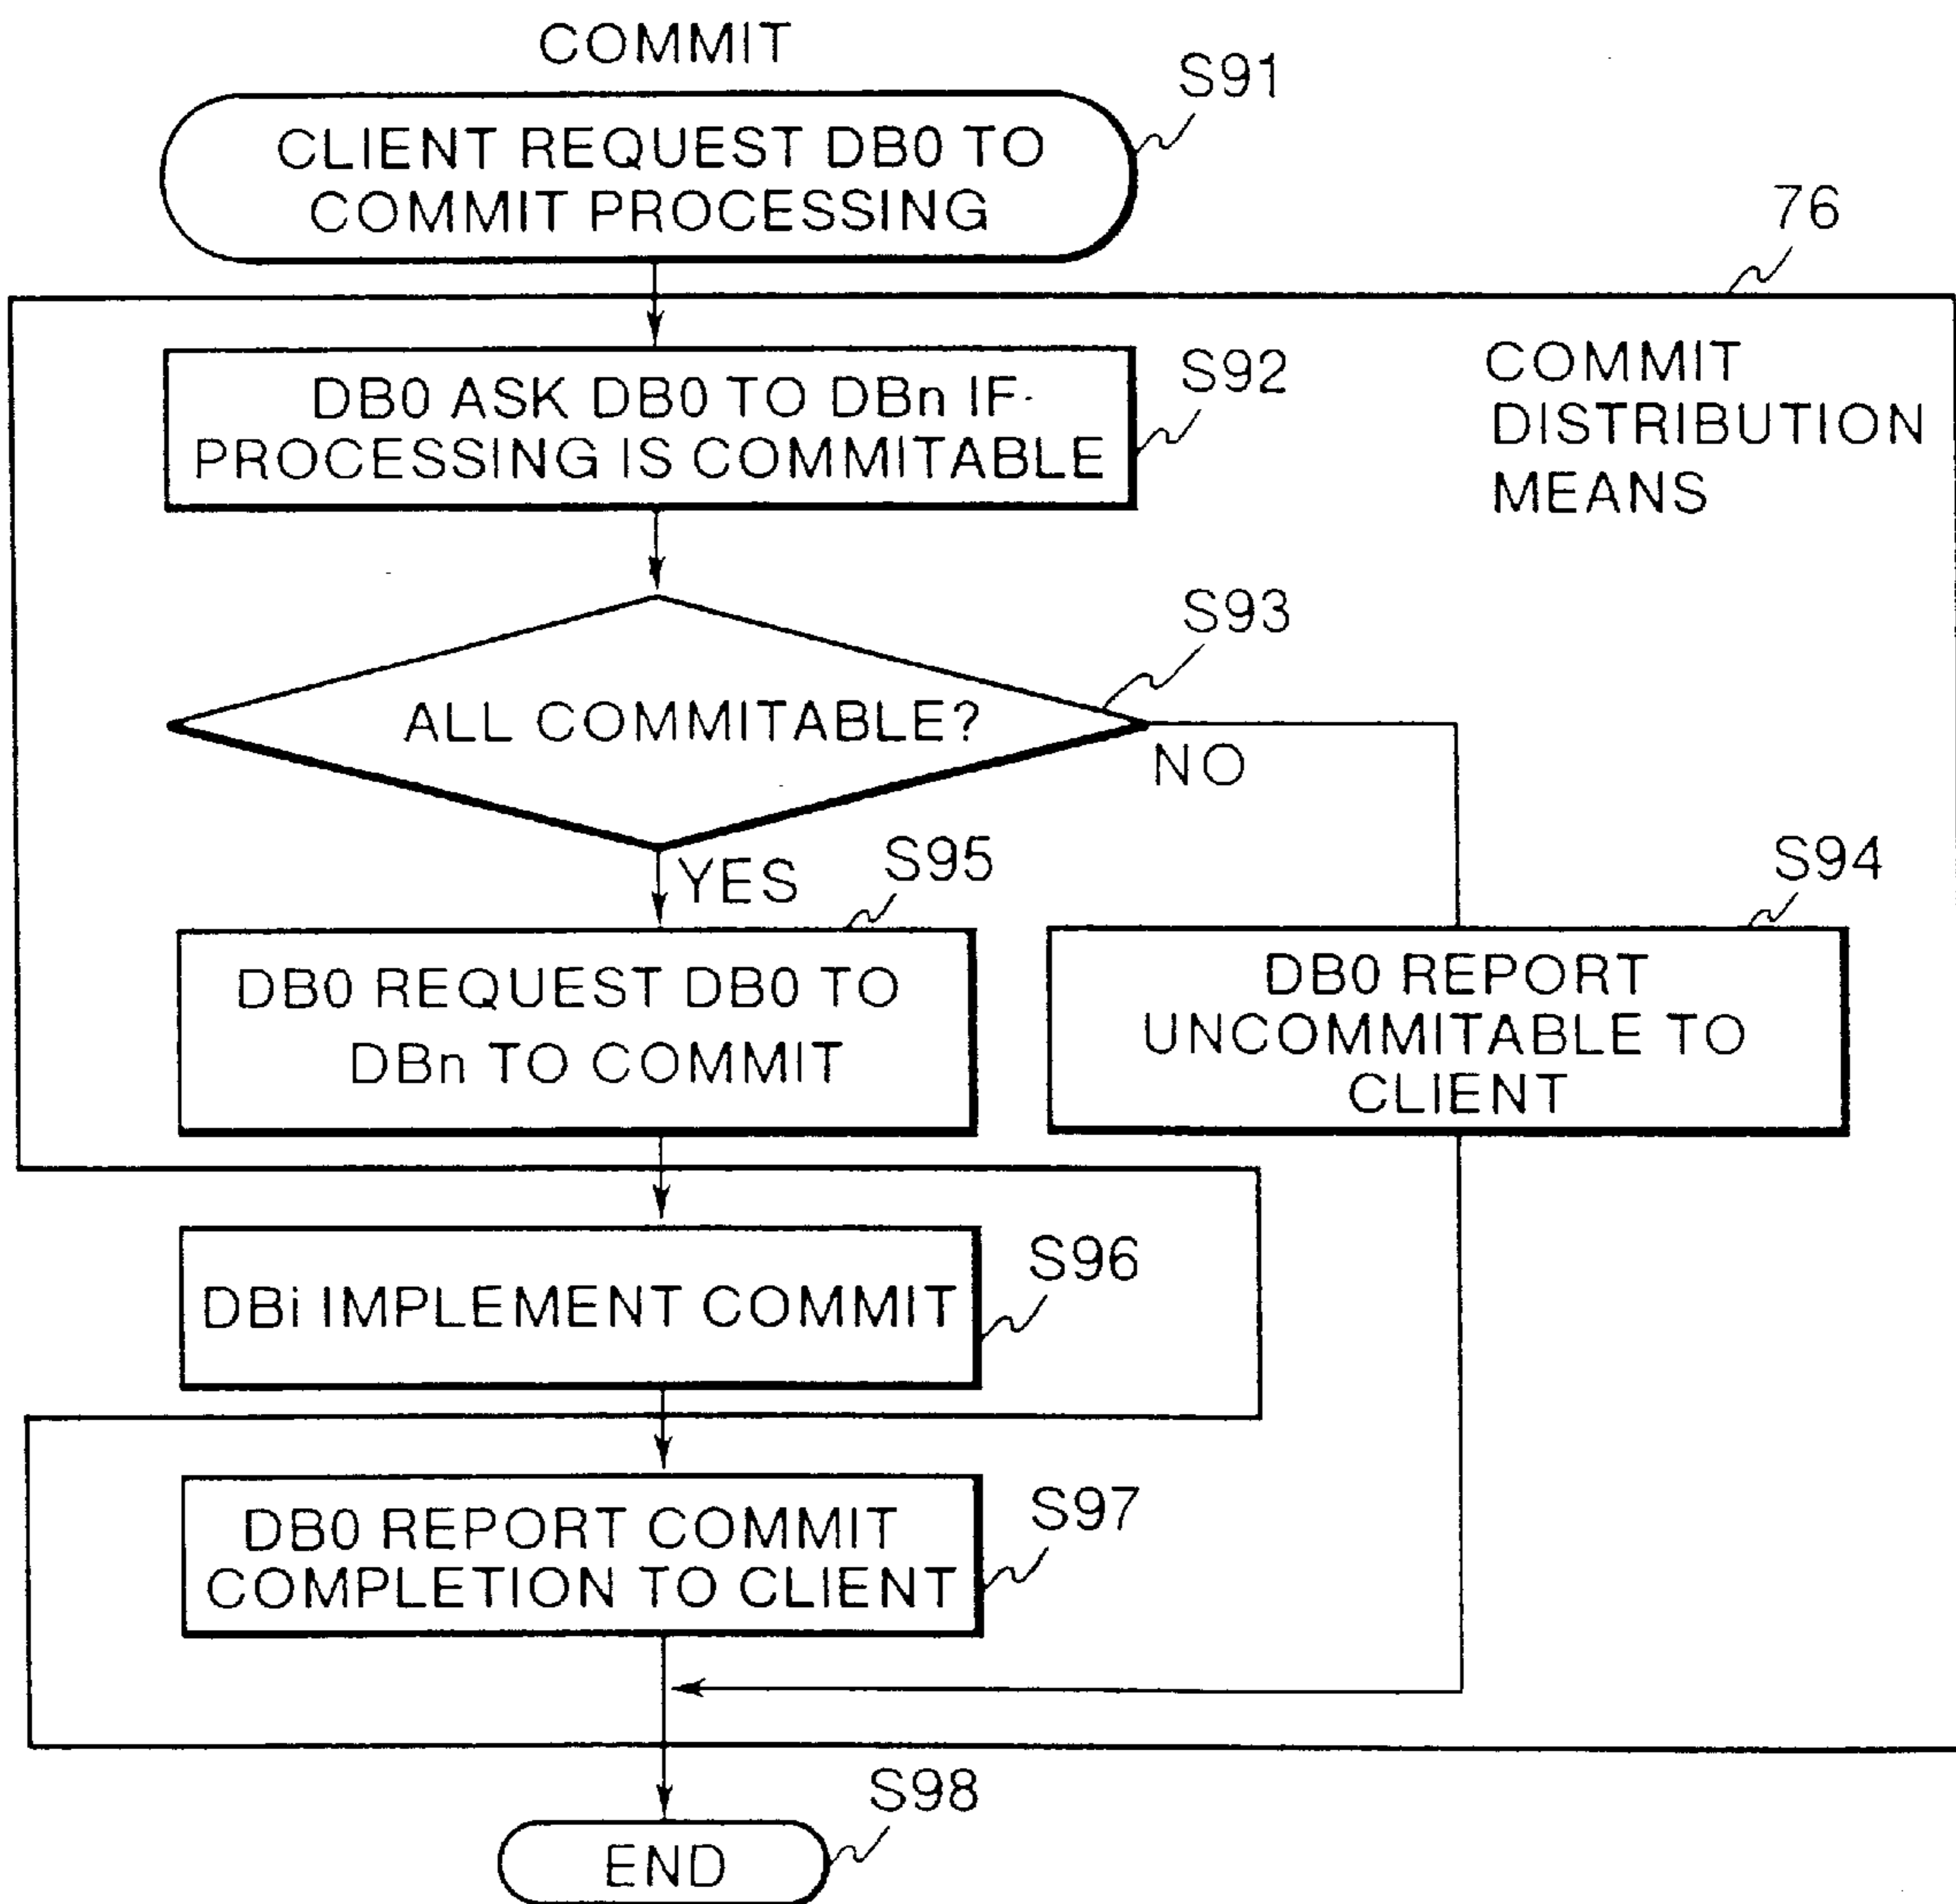 COMMIT
S91
CLIENT REQUEST DB0 TO
COMMIT PROCESSING
76
COMMIT
DISTRIBUTION
MEANS
S92
DB0 ASK DB0 TO DBn IF
PROCESSING IS COMMITABLE
S93
ALL COMMITABLE?
NO
YES
S95
S94
DB0 REQUEST DB0 TO
DBn TO COMMIT
DB0 REPORT
UNCOMMITABLE TO
CLIENT
S96
DBi IMPLEMENT COMMIT
S97
DB0 REPORT COMMIT
COMPLETION TO CLIENT
S98
END